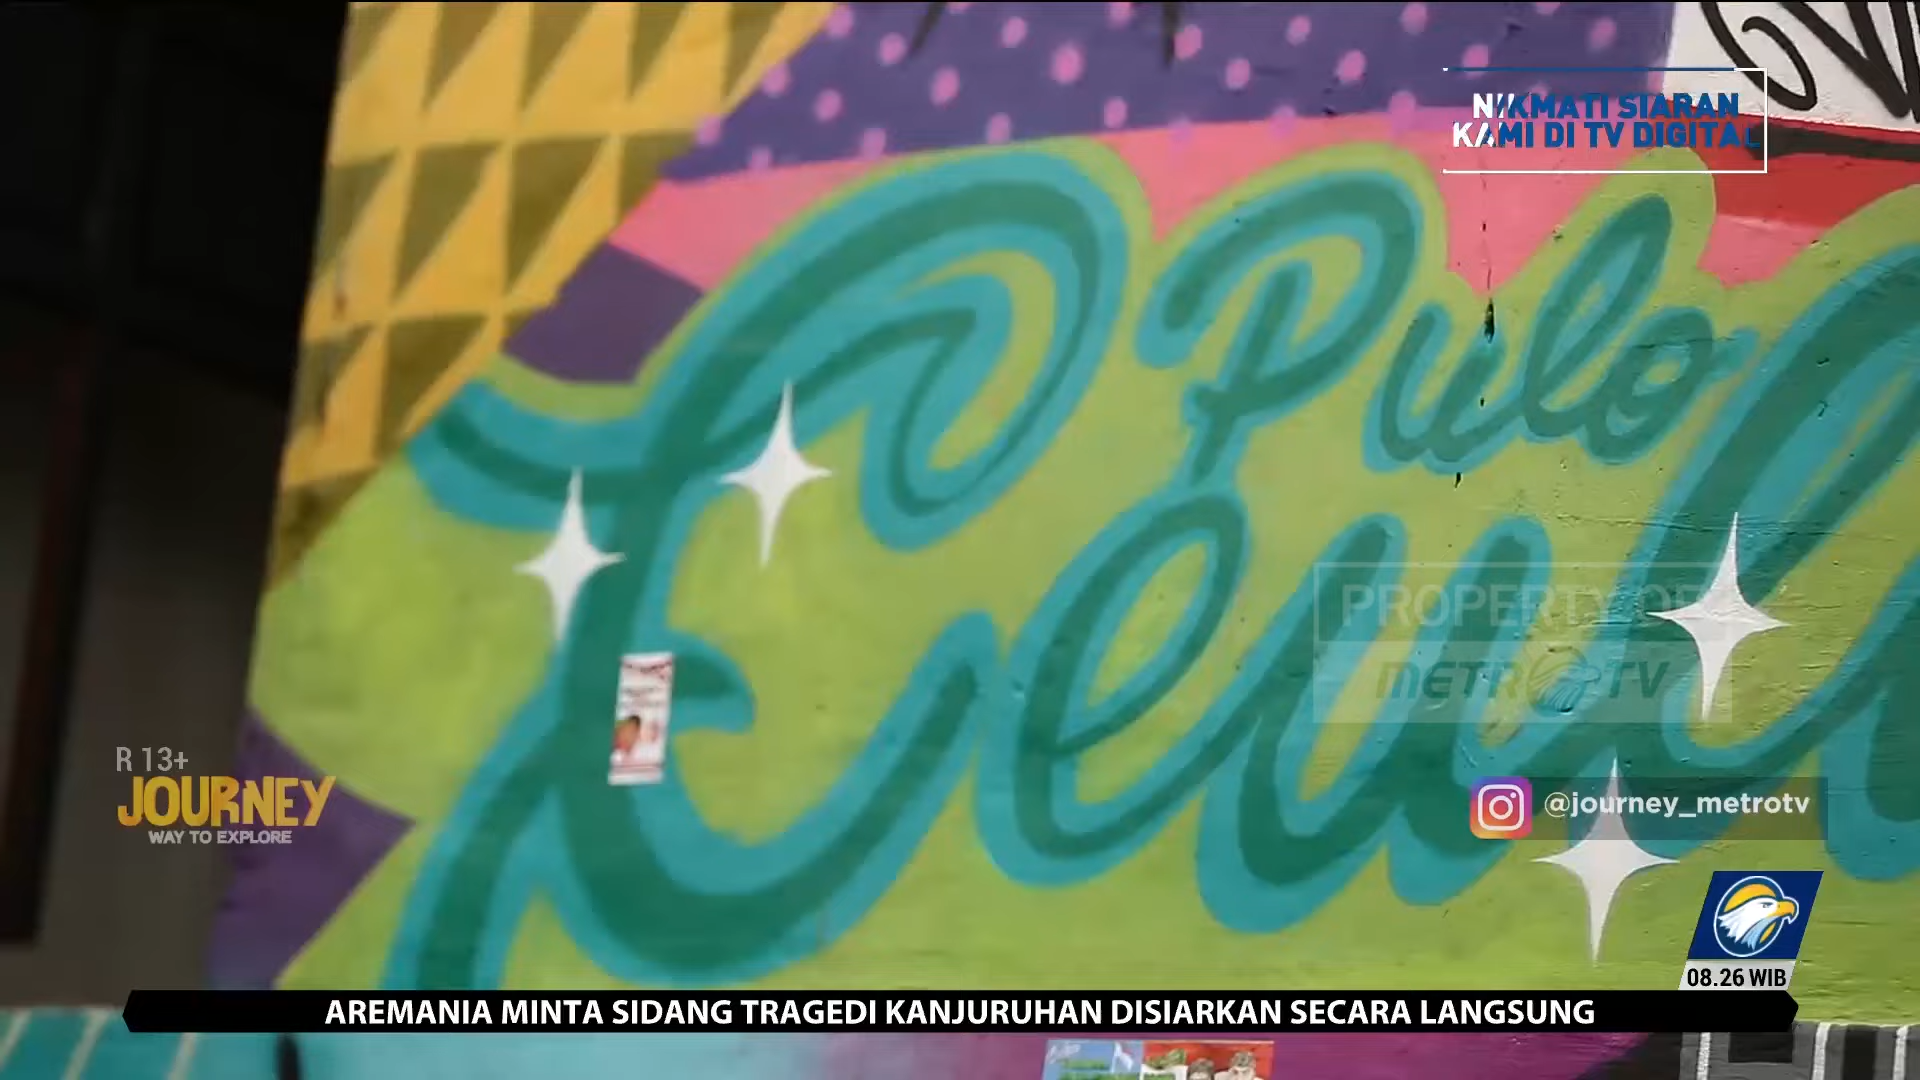 NIKMATI SIARAN
KAMI DI TV DIGITAL
Pulo
PROPERTY OF
METRO TV
R 13+
JOURNEY
WAY TO EXPLORE
@journey_metrotv
08.26 WIB
AREMANIA MINTA SIDANG TRAGEDI KANJURUHAN DISIARKAN SECARA LANGSUNG